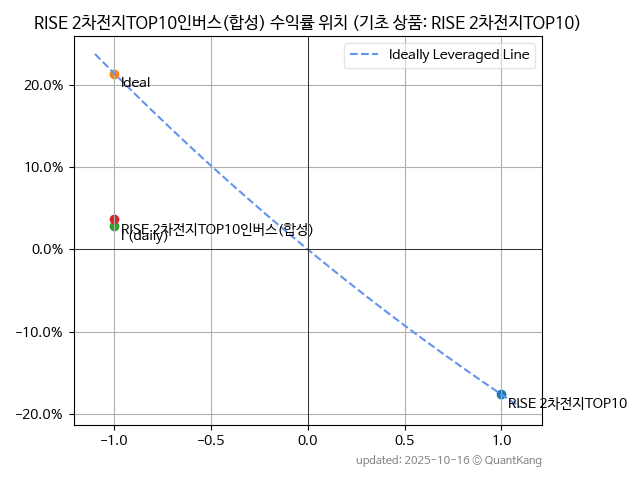 RISE 2차전지TOP10인버스(합성) 수익률 위치 (기초 상품: RISE 2차전지TOP10)
Ideally Leveraged Line
Ideal
RISE 2차전지TOP10인버스(합성)
(daily)
RISE 2차전지TOP10
20.0%
10.0%
0.0%
−10.0%
−20.0%
−1.0
−0.5
0.0
0.5
1.0
updated: 2025-10-16 © QuantKang